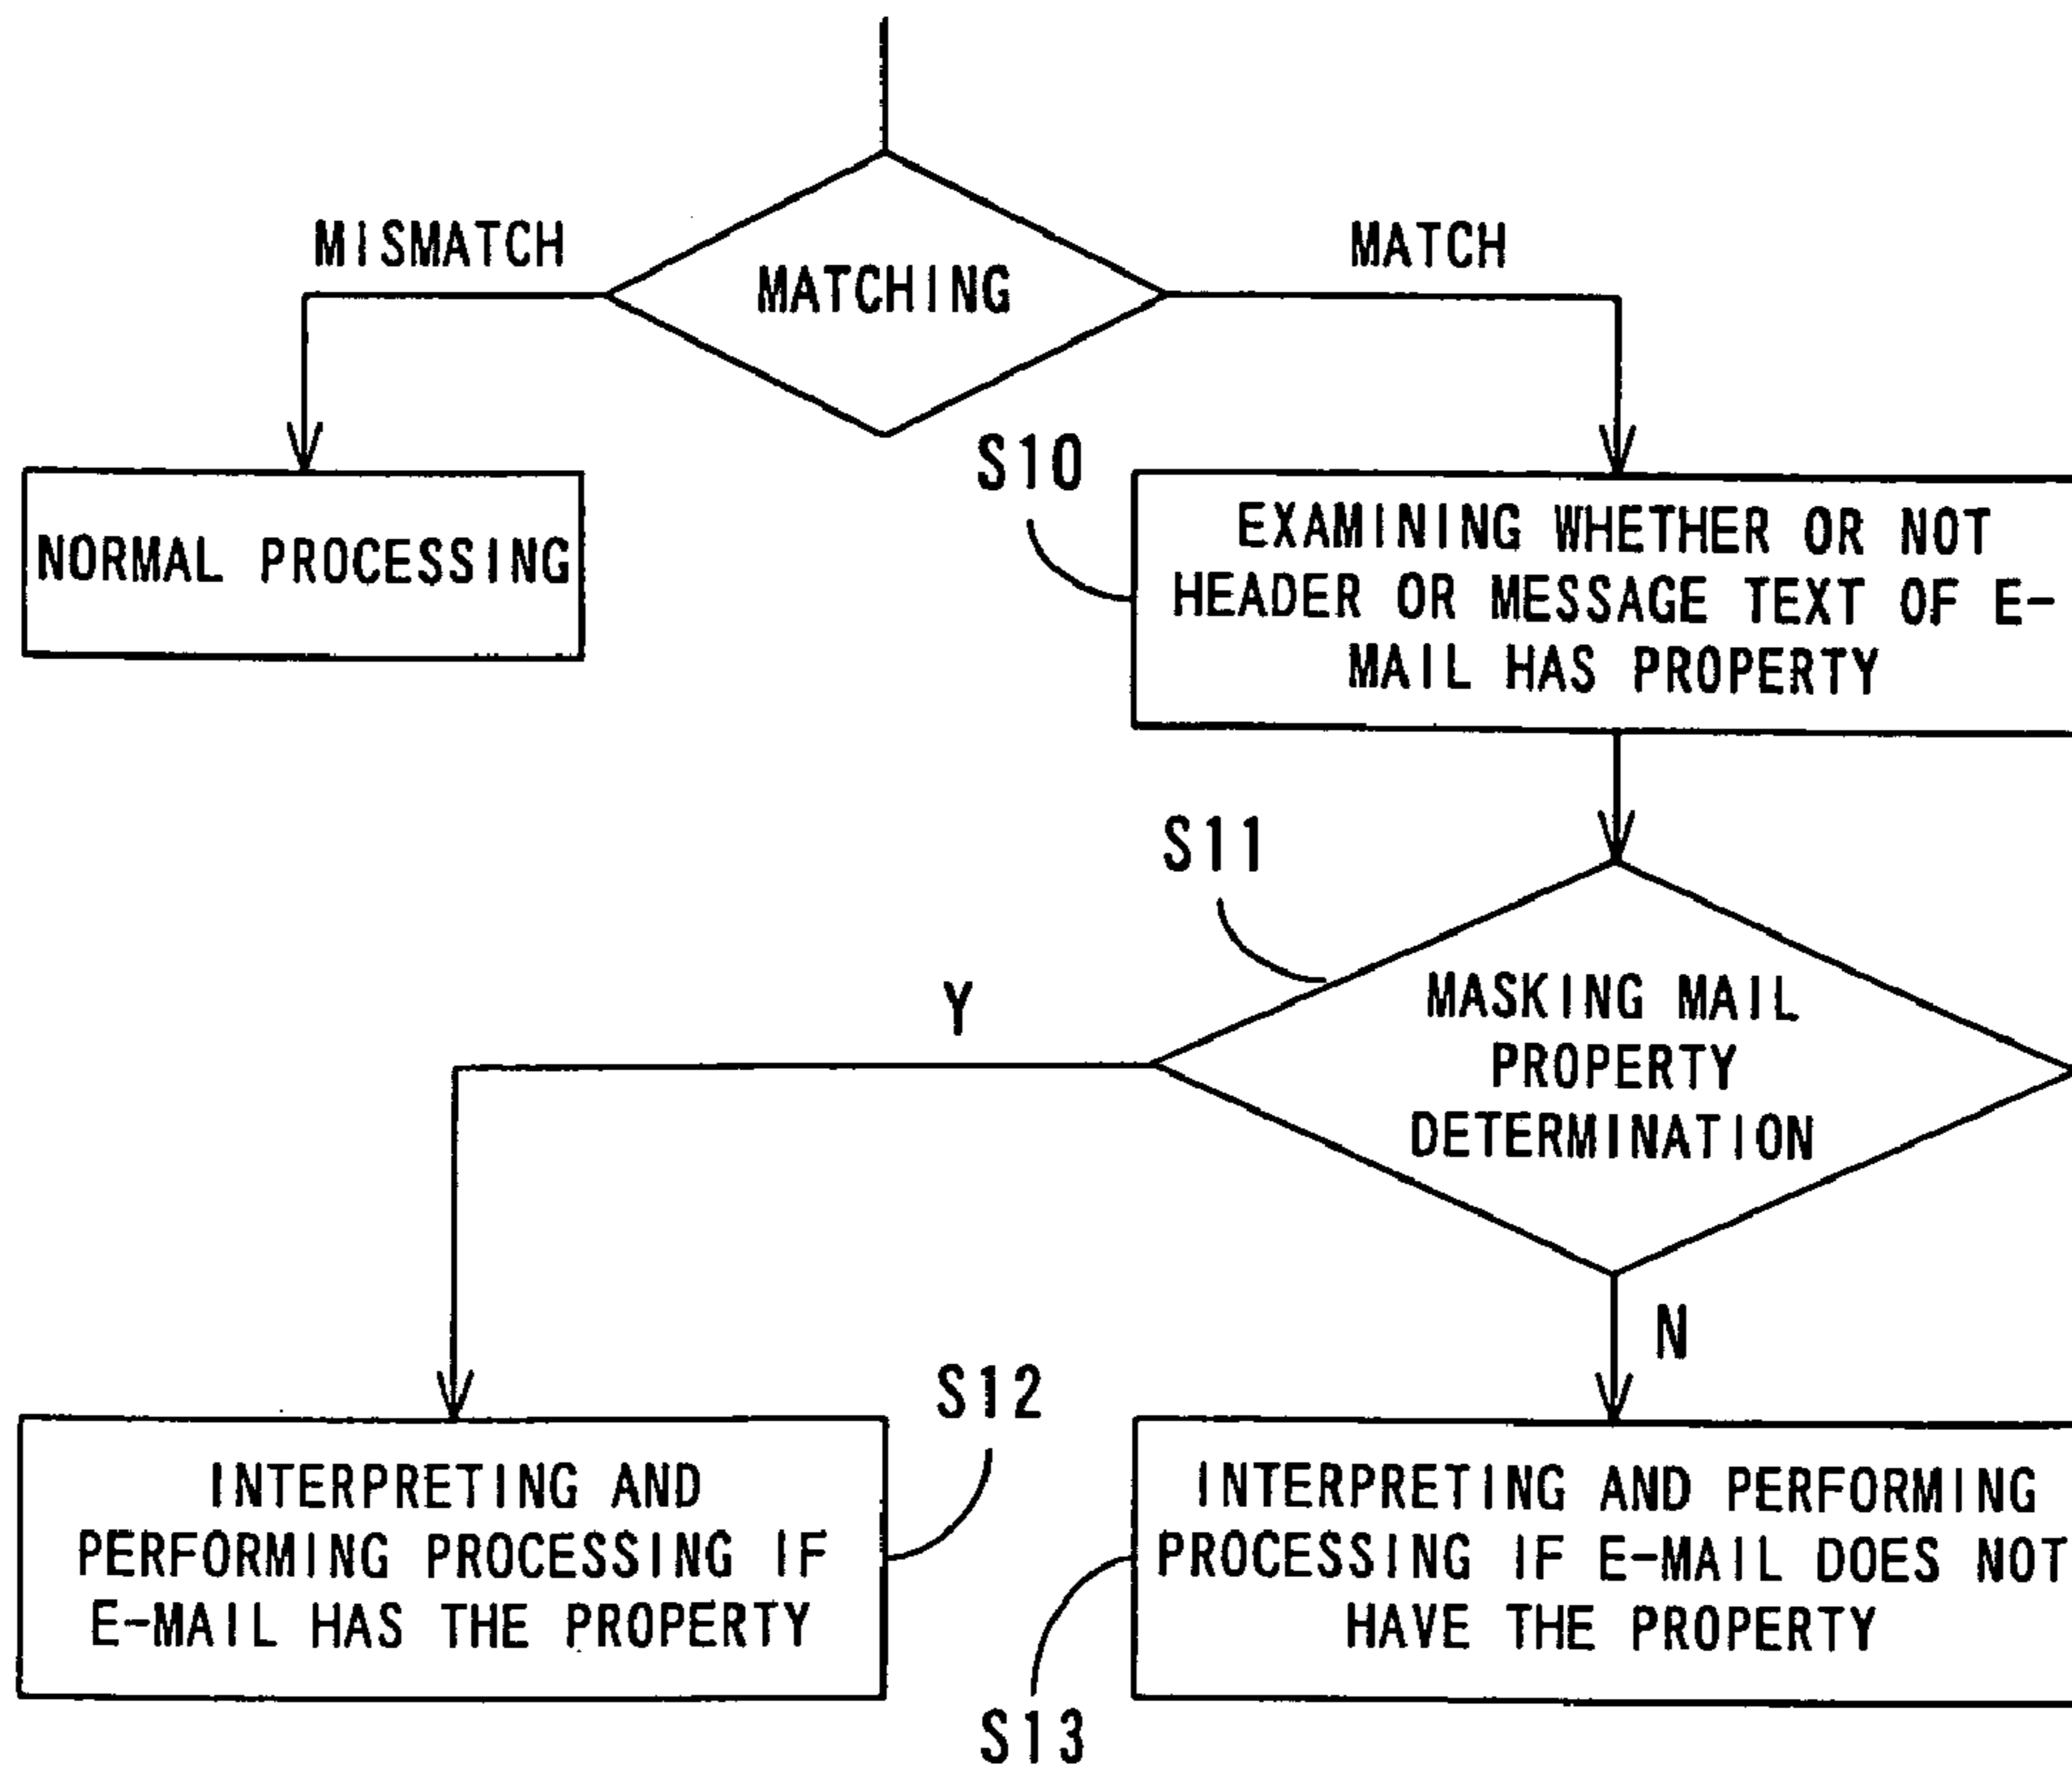 MISMATCH
MATCHING
MATCH
S10
NORMAL PROCESSING
EXAMINING WHETHER OR NOT
HEADER OR MESSAGE TEXT OF E-
MAIL HAS PROPERTY
S11
Y
MASKING MAIL
PROPERTY
DETERMINATION
N
S12
INTERPRETING AND
PERFORMING PROCESSING IF
E-MAIL HAS THE PROPERTY
INTERPRETING AND PERFORMING
PROCESSING IF E-MAIL DOES NOT
HAVE THE PROPERTY
S13